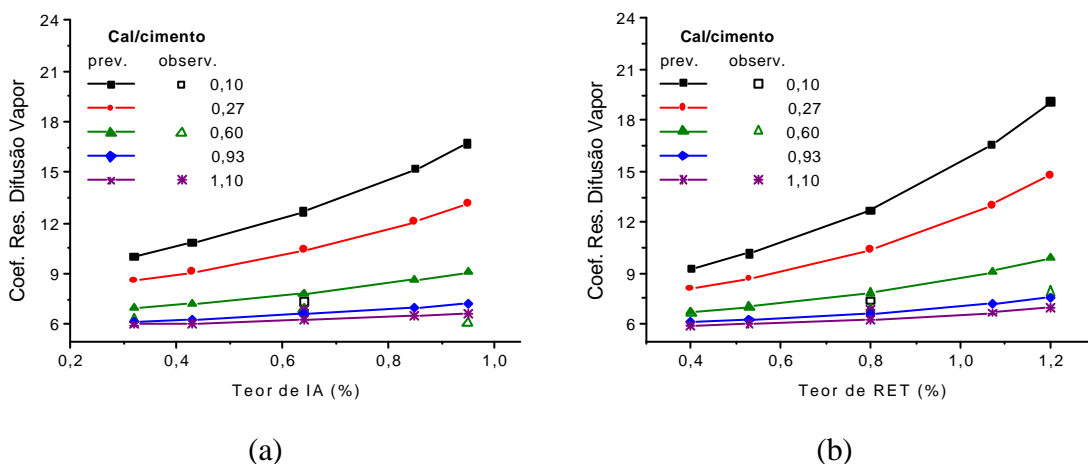 24
21
18
15
12
9
6
Coef. Res. Difusão Vapor
Cal/cimento
prev. observ.
0,10
0,27
0,60
0,93
1,10
0,2 0,4 0,6 0,8 1,0
Teor de IA (%)
(a)
24
21
18
15
12
9
6
Coef. Res. Difusão Vapor
Cal/cimento
prev. observ.
0,10
0,27
0,60
0,93
1,10
0,4 0,6 0,8 1,0 1,2
Teor de RET (%)
(b)